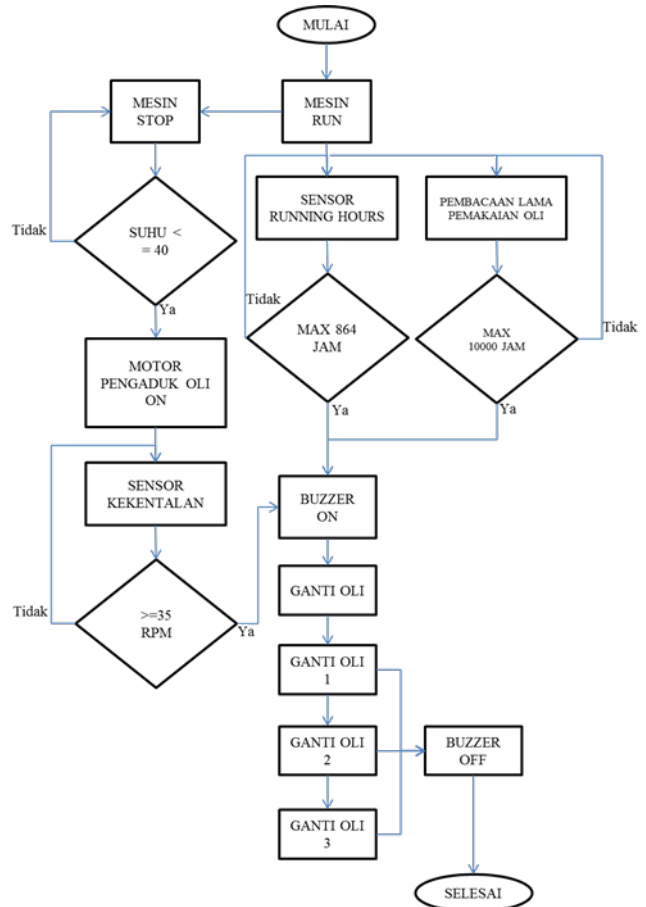 MULAI
MESIN
STOP
MESIN
RUN
SENSOR
RUNNING HOURS
PEMBACAAN LAMA
PEMAKAIAN OLI
Tidak
SUHU <
= 40
Ya
Tidak
MAX 864
JAM
Ya
MAX
10000 JAM
Tidak
Ya
MOTOR
PENGADUK OLI
ON
SENSOR
KEKENTALAN
Tidak
>=35
RPM
Ya
BUZZER
ON
GANTI OLI
GANTI OLI
1
GANTI OLI
2
BUZZER
OFF
GANTI OLI
3
SELESAI